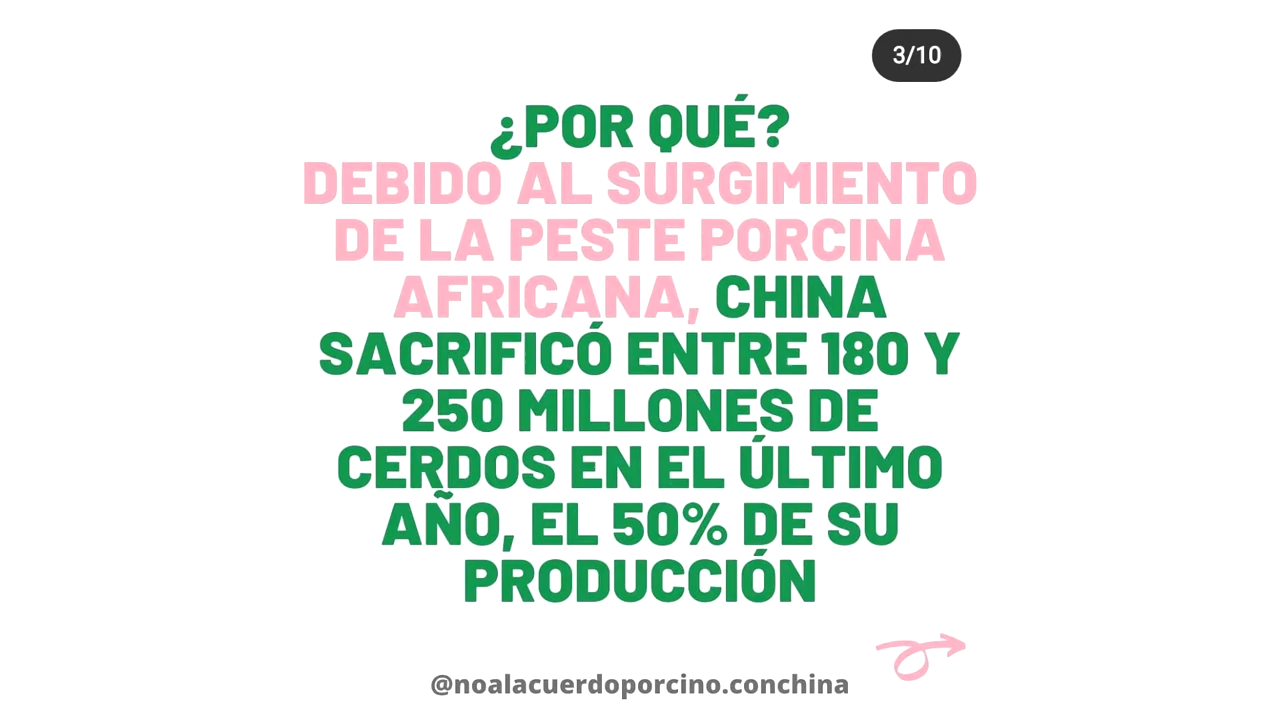 3/10
¿POR QUÉ?
DEBIDO AL SURGIMIENTO
DE LA PESTE PORCINA
AFRICANA, CHINA
SACRIFICÓ ENTRE 180 Y
250 MILLONES DE
CERDOS EN EL ÚLTIMO
AÑO, EL 50% DE SU
PRODUCCIÓN
@noalacuerdoporcino.conchina